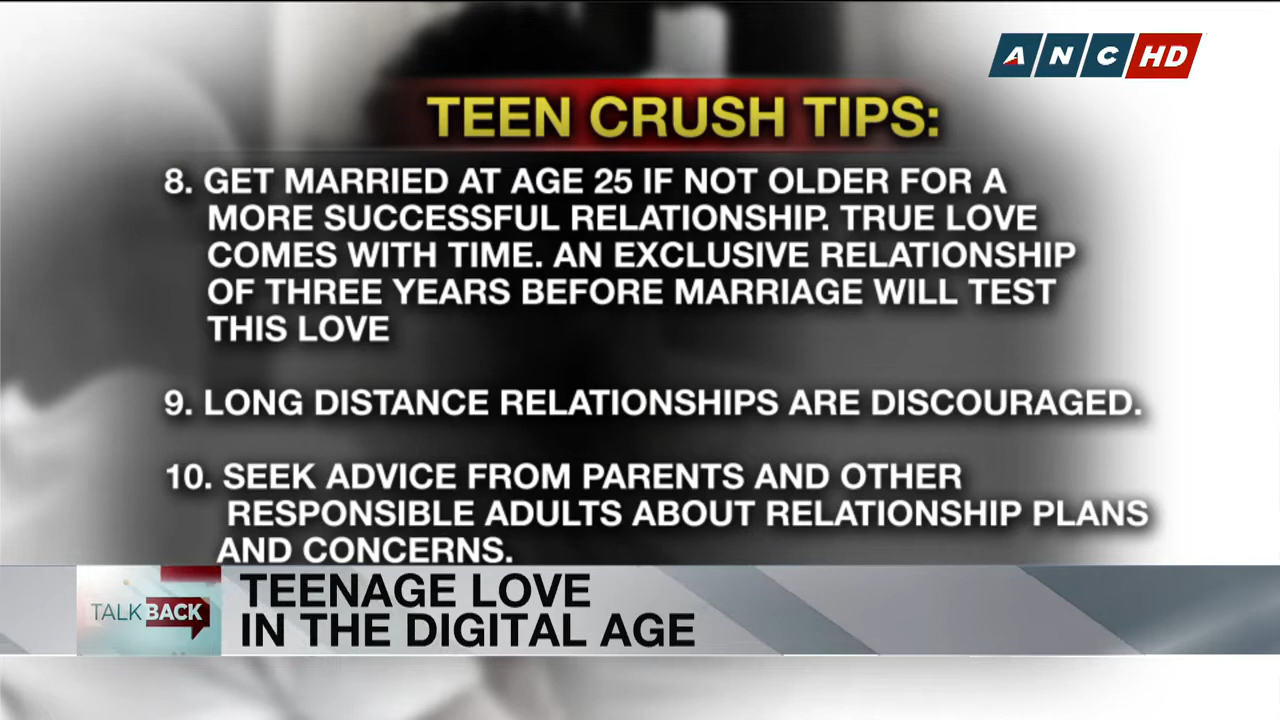 ANC HD
TEEN CRUSH TIPS:
8. GET MARRIED AT AGE 25 IF NOT OLDER FOR A
MORE SUCCESSFUL RELATIONSHIP. TRUE LOVE
COMES WITH TIME. AN EXCLUSIVE RELATIONSHIP
OF THREE YEARS BEFORE MARRIAGE WILL TEST
THIS LOVE
9. LONG DISTANCE RELATIONSHIPS ARE DISCOURAGED.
10. SEEK ADVICE FROM PARENTS AND OTHER
RESPONSIBLE ADULTS ABOUT RELATIONSHIP PLANS
AND CONCERNS.
TALKBACK
TEENAGE LOVE
IN THE DIGITAL AGE